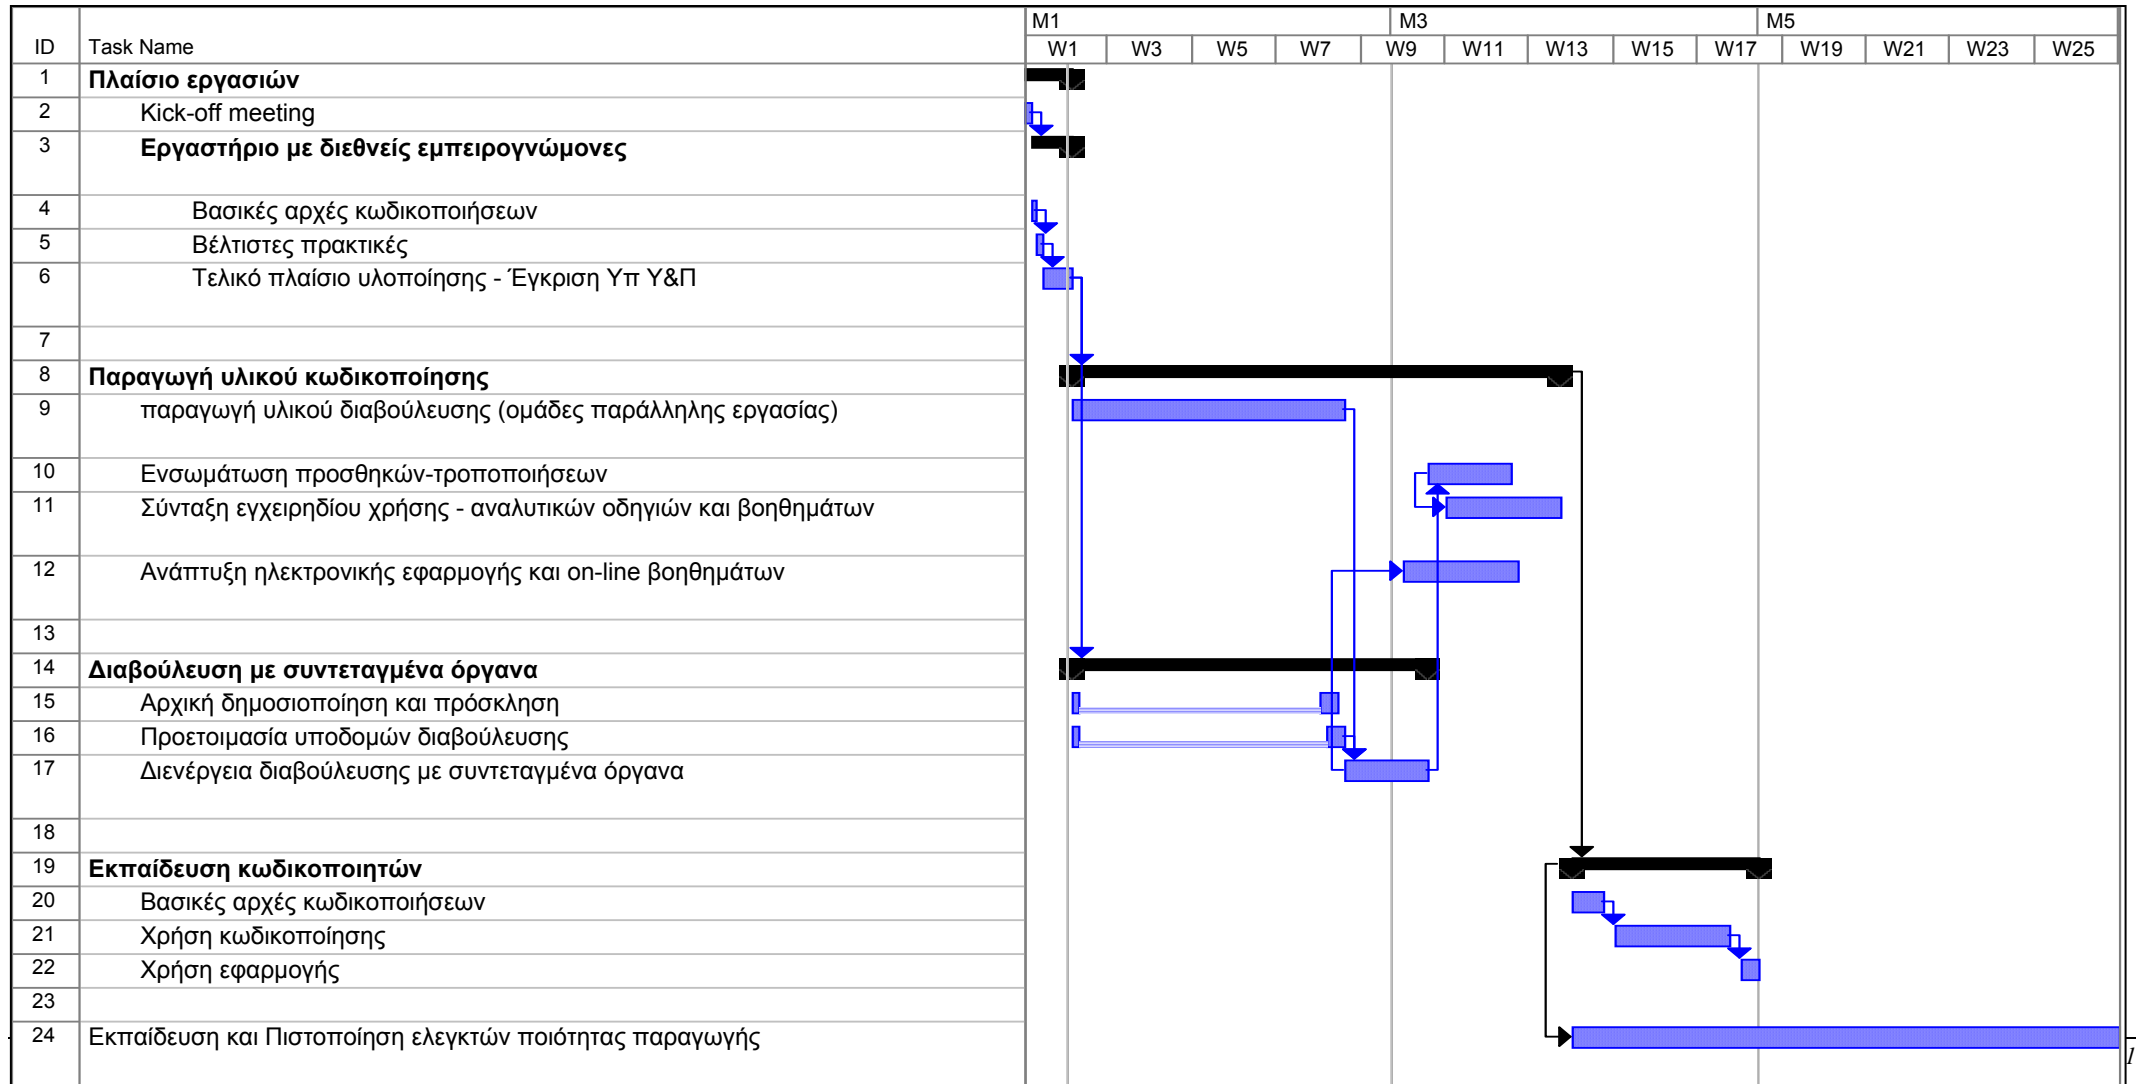 M1 M3 M5
ID Task Name W1 W3 W5 W7 W9 W11 W13 W15 W17 W19 W21 W23 W25
1 Πλαίσιο εργασιών
2 Kick-off meeting
3 Εργαστήριο με διεθνείς εμπειρογνώμονες
4 Βασικές αρχές κωδικοποιήσεων
5 Βέλτιστες πρακτικές
6 Τελικό πλαίσιο υλοποίησης - Έγκριση Υπ Υ&Π
7
8 Παραγωγή υλικού κωδικοποίησης
9 παραγωγή υλικού διαβούλευσης (ομάδες παράλληλης εργασίας)
10 Ενσωμάτωση προσθηκών-τροποποιήσεων
11 Σύνταξη εγχειρηδίου χρήσης - αναλυτικών οδηγιών και βοηθημάτων
12 Ανάπτυξη ηλεκτρονικής εφαρμογής και on-line βοηθημάτων
13
14 Διαβούλευση με συντεταγμένα όργανα
15 Αρχική δημοσιοποίηση και πρόσκληση
16 Προετοιμασία υποδομών διαβούλευσης
17 Διενέργεια διαβούλευσης με συντεταγμένα όργανα
18
19 Εκπαίδευση κωδικοποιητών
20 Βασικές αρχές κωδικοποιήσεων
21 Χρήση κωδικοποίησης
22 Χρήση εφαρμογής
23
24 Εκπαίδευση και Πιστοποίηση ελεγκτών ποιότητας παραγωγής